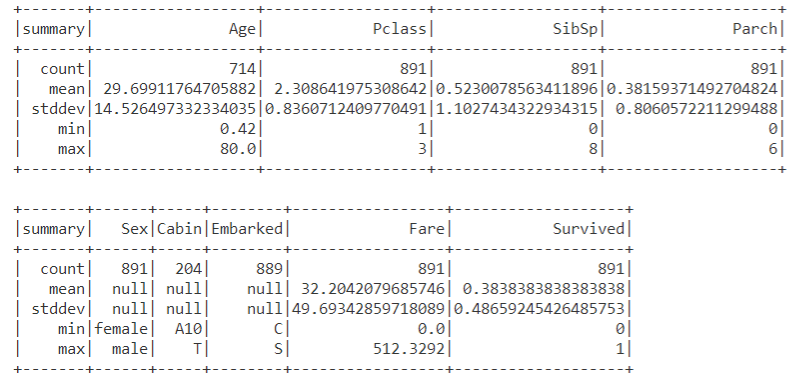 +-------+------------------+------------------+------------------+-------------------+
|summary|               Age|            Pclass|             SibSp|              Parch|
+-------+------------------+------------------+------------------+-------------------+
|  count|               714|               891|               891|                891|
|   mean| 29.69911764705882| 2.308641975308642|0.5230078563411896|0.38159371492704824|
| stddev|14.526497332334035|0.8360712409770491|1.1027434322934315| 0.8060572211299488|
|    min|              0.42|                 1|                 0|                  0|
|    max|              80.0|                 3|                 8|                  6|
+-------+------------------+------------------+------------------+-------------------+
+-------+------+-----+--------+-----------------+-------------------+
|summary|   Sex|Cabin|Embarked|             Fare|           Survived|
+-------+------+-----+--------+-----------------+-------------------+
|  count|   891|  204|     889|              891|                891|
|   mean|  null| null|    null| 32.2042079685746| 0.3838383838383838|
| stddev|  null| null|    null|49.69342859718089|0.48659245426485753|
|    min|female|  A10|       C|              0.0|                  0|
|    max|  male|    T|       S|         512.3292|                  1|
+-------+------+-----+--------+-----------------+-------------------+